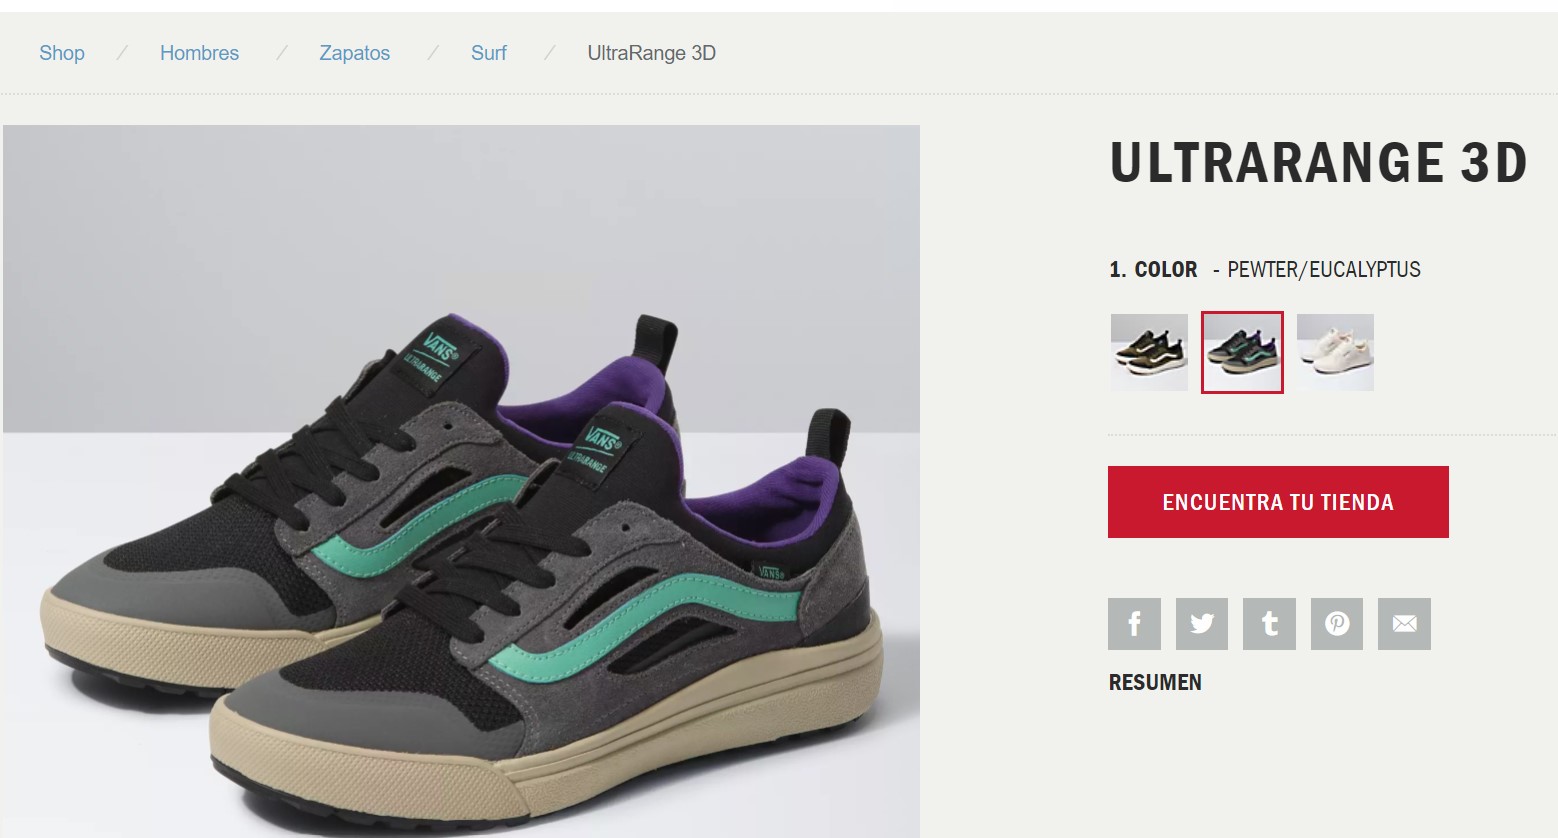 Shop / Hombres / Zapatos / Surf / UltraRange 3D
VANS®
ULTRARANGE
VANS®
ULTRARANGE
VANS®
ULTRARANGE 3D
1. COLOR - PEWTER/EUCALYPTUS
ENCUENTRA TU TIENDA
f t
RESUMEN